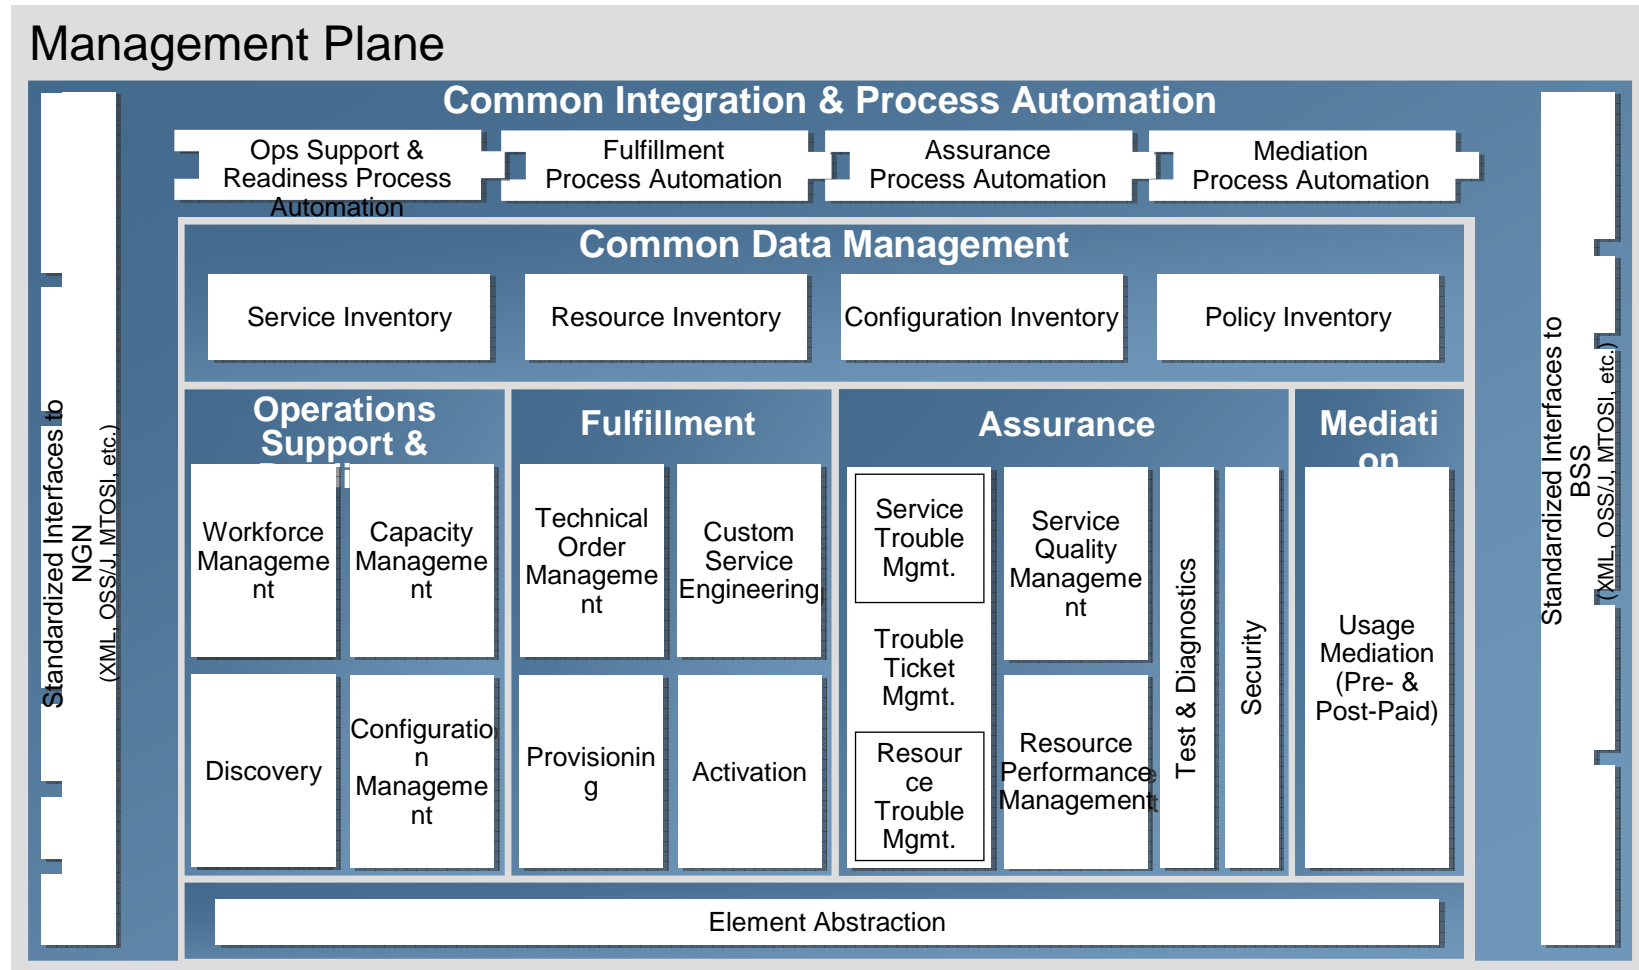 Management Plane
Common Integration & Process Automation
Ops Support &
Readiness Process
Automation
Fulfillment
Process Automation
Assurance
Process Automation
Mediation
Process Automation
Common Data Management
Service Inventory
Resource Inventory
Configuration Inventory
Policy Inventory
Standardized Interfaces to
NGN
(XML, OSS/J, MTOSI, etc.)
Operations
Support &
Workforce
Manageme
nt
Capacity
Manageme
nt
Discovery
Configuratio
n
Manageme
nt
Fulfillment
Technical
Order
Manageme
nt
Custom
Service
Engineering
Provisionin
g
Activation
Assurance
Service
Trouble
Mgmt.
Trouble
Ticket
Mgmt.
Resour
ce
Trouble
Mgmt.
Service
Quality
Manageme
nt
Resource
Performance
Management
Test & Diagnostics
Security
Mediati
on
Usage
Mediation
(Pre- &
Post-Paid)
Standardized Interfaces to
BSS
(XML, OSS/J, MTOSI, etc.)
Element Abstraction